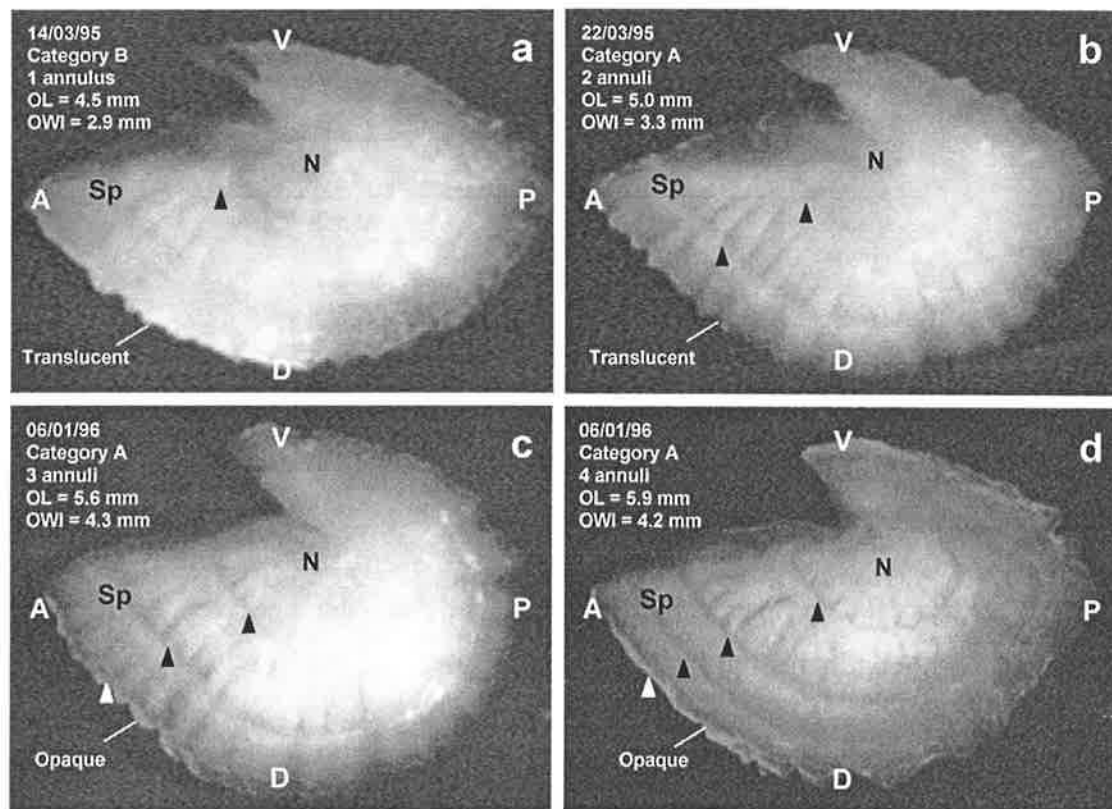 14/03/95
Category B
1 annulus
OL = 4.5 mm
OWI = 2.9 mm
a
V
N
Sp
A
P
Translucent
D
22/03/95
Category A
2 annuli
OL = 5.0 mm
OWI = 3.3 mm
b
V
N
Sp
A
P
Translucent
D
06/01/96
Category A
3 annuli
OL = 5.6 mm
OWI = 4.3 mm
c
V
N
Sp
A
P
Opaque
D
06/01/96
Category A
4 annuli
OL = 5.9 mm
OWI = 4.2 mm
d
V
N
Sp
A
P
Opaque
D